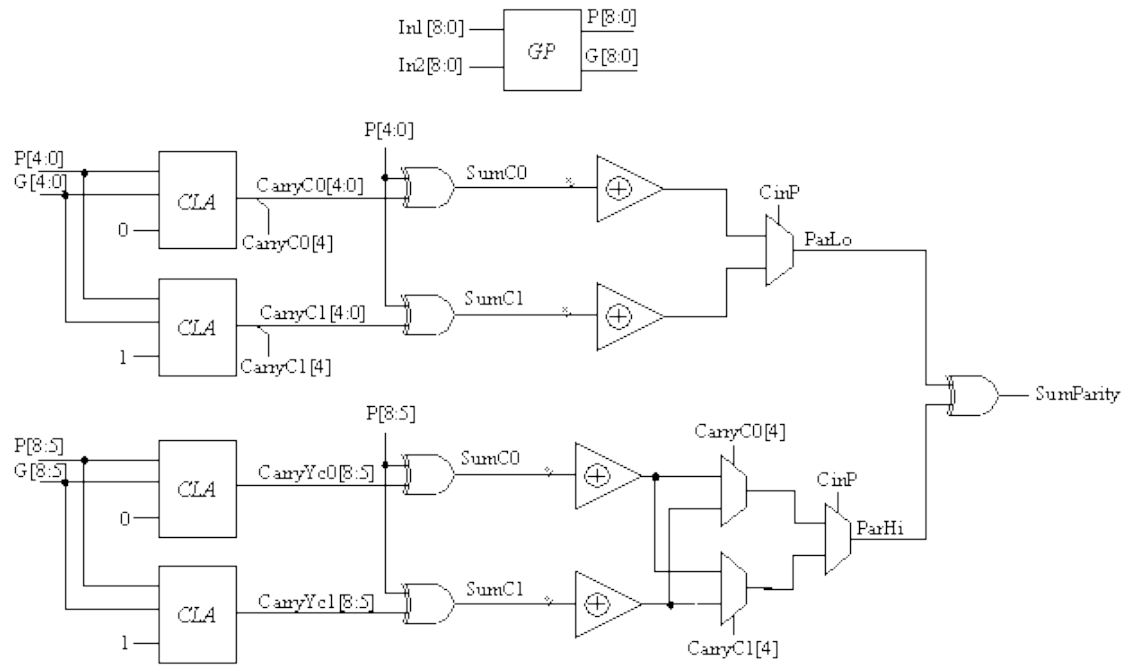 In1[8:0]
In2[8:0]
GP
P[8:0]
G[8:0]
P[4:0]
G[4:0]
0
CLA
CarryC0[4:0]
CarryC0[4]
P[4:0]
SumC0
CinP
ParLo
1
CLA
CarryC1[4:0]
CarryC1[4]
SumC1
SumParity
P[8:5]
G[8:5]
0
CLA
CarryYc0[8:5]
P[8:5]
SumC0
CarryC0[4]
CinP
ParHi
1
CLA
CarryYc1[8:5]
SumC1
CarryC1[4]